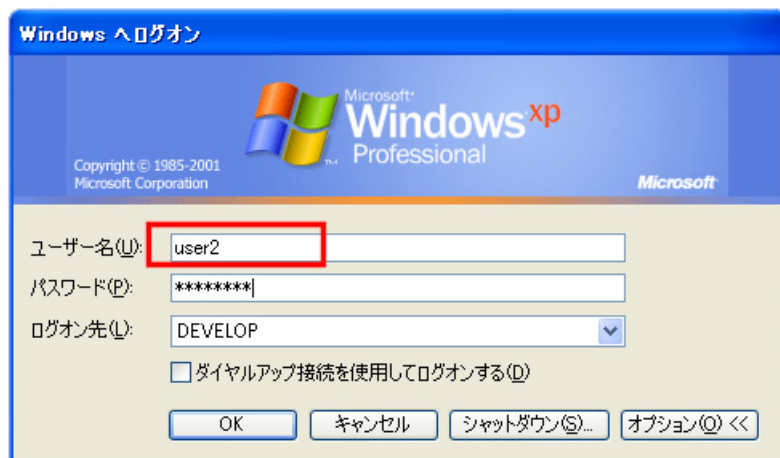 Windows へログオン
Microsoft®
Windows xp
Professional
Copyright © 1985-2001
Microsoft Corporation
Microsoft
ユーザー名(U):
user2
パスワード(P):
********
ログオン先(L):
DEVELOP
ダイヤルアップ接続を使用してログオンする(D)
OK キャンセル シャットダウン(S)... オプション(O) <<